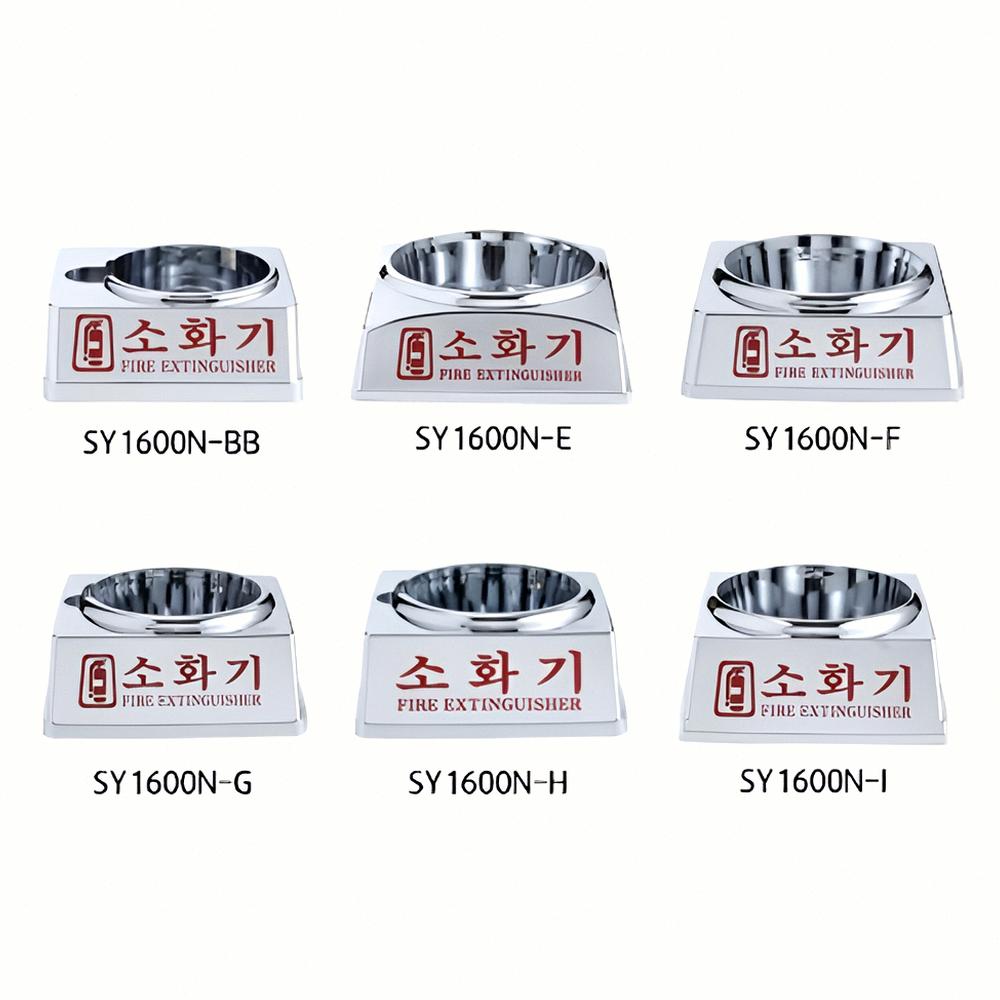 소화기
FIRE EXTINGUISHER
SY1600N-BB
소화기
FIRE EXTINGUISHER
SY1600N-E
소화기
FIRE EXTINGUISHER
SY1600N-F
소화기
FIRE EXTINGUISHER
SY1600N-G
소화기
FIRE EXTINGUISHER
SY1600N-H
소화기
FIRE EXTINGUISHER
SY1600N-I